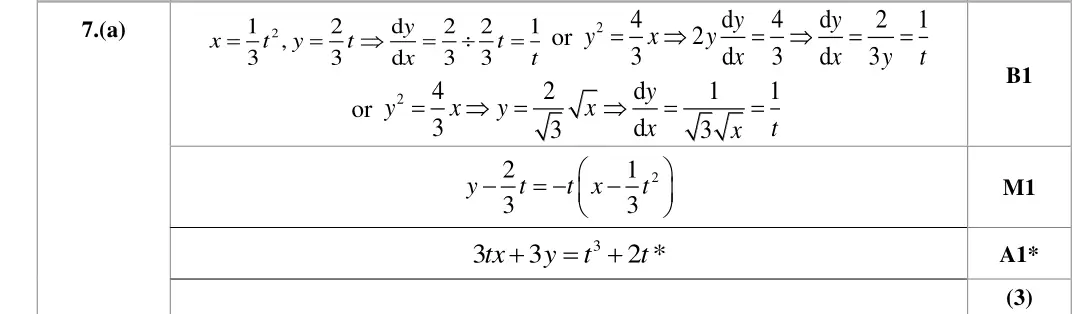 7.(a)
x = 1/3 t², y = 2/3 t ⇒ dy/dx = 2/3 ÷ 2/3 t = 1/t or y² = 4/3 x ⇒ 2y dy/dx = 4/3 ⇒ dy/dx = 2/3y = 1/t
or y² = 4/3 x ⇒ y = 2/√3 √x ⇒ dy/dx = 1/√3√x = 1/t
B1
y − 2/3 t = −t(x − 1/3 t²)
M1
3tx + 3y = t³ + 2t *
A1*
(3)